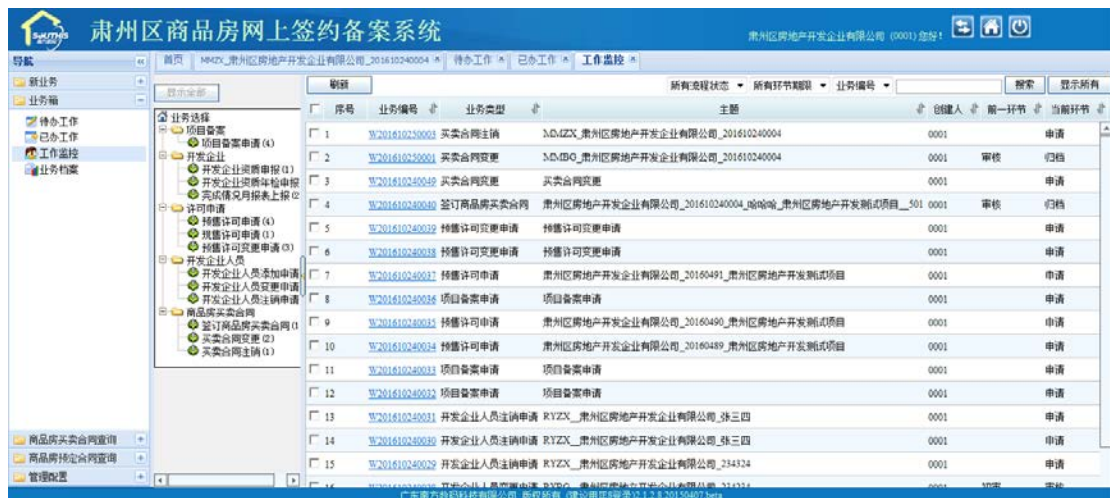 肃州区商品房网上签约备案系统
肃州区房地产开发企业有限公司 (0001)您好!
导航
首页 MMZX_肃州区房地产开发企业有限公司_201610240004 待办工作 已办工作 工作监控
新业务
业务箱
待办工作
已办工作
工作监控
业务档案
商品房买卖合同查询
商品房预定合同查询
管理配置
显示全部
业务选择
项目备案
项目备案申请(4)
开发企业
开发企业资质申报(1)
开发企业资质年检申报
完成情况月报表上报(2
许可申请
预售许可申请(4)
现售许可申请(1)
预售许可变更申请(3)
开发企业人员
开发企业人员添加申请
开发企业人员变更申请
开发企业人员注销申请
商品房买卖合同
签订商品房买卖合同(1
买卖合同变更(2)
买卖合同注销(1)
刷新 所有流程状态 所有环节期限 业务编号 搜索 显示所有
序号 业务编号 业务类型 主题 创建人 前一环节 当前环节
1 W201610250003 买卖合同注销 MMZX_肃州区房地产开发企业有限公司_201610240004 0001 申请
2 W201610250001 买卖合同变更 MMBG_肃州区房地产开发企业有限公司_201610240004 0001 审核 归档
3 W201610240049 买卖合同变更 买卖合同变更 0001 申请
4 W201610240040 签订商品房买卖合同 肃州区房地产开发企业有限公司_201610240004_哈哈哈_肃州区房地产开发测试项目__501 0001 审核 归档
5 W201610240039 预售许可变更申请 预售许可变更申请 0001 申请
6 W201610240038 预售许可变更申请 预售许可变更申请 0001 申请
7 W201610240037 预售许可申请 肃州区房地产开发企业有限公司_20160491_肃州区房地产开发测试项目 0001 申请
8 W201610240036 项目备案申请 项目备案申请 0001 申请
9 W201610240035 预售许可申请 肃州区房地产开发企业有限公司_20160490_肃州区房地产开发测试项目 0001 申请
10 W201610240034 预售许可申请 肃州区房地产开发企业有限公司_20160489_肃州区房地产开发测试项目 0001 申请
11 W201610240033 项目备案申请 项目备案申请 0001 申请
12 W201610240032 项目备案申请 项目备案申请 0001 申请
13 W201610240031 开发企业人员注销申请 RYZX__肃州区房地产开发企业有限公司_张三四 0001 申请
14 W201610240030 开发企业人员注销申请 RYZX__肃州区房地产开发企业有限公司_张三四 0001 申请
15 W201610240029 开发企业人员注销申请 RYZX__肃州区房地产开发企业有限公司_234324 0001 申请
广东南方数码科技有限公司 版权所有